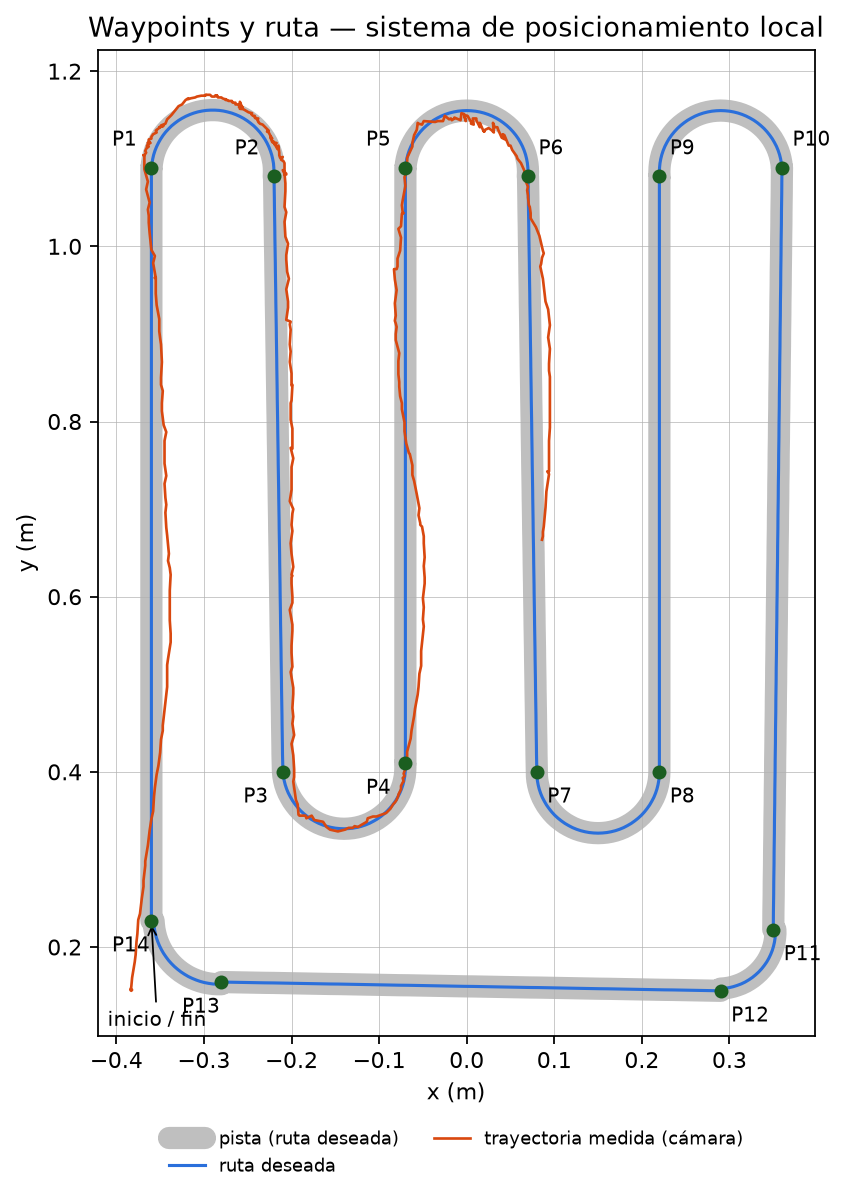 Waypoints y ruta — sistema de posicionamiento local
1.2
P1
P2
P5
P6
P9
P10
1.0
0.8
y (m)
0.6
0.4
P3
P4
P7
P8
0.2
P14
P11
P13
P12
inicio / fin
−0.4
−0.3
−0.2
−0.1
0.0
0.1
0.2
0.3
x (m)
pista (ruta deseada)
trayectoria medida (cámara)
ruta deseada